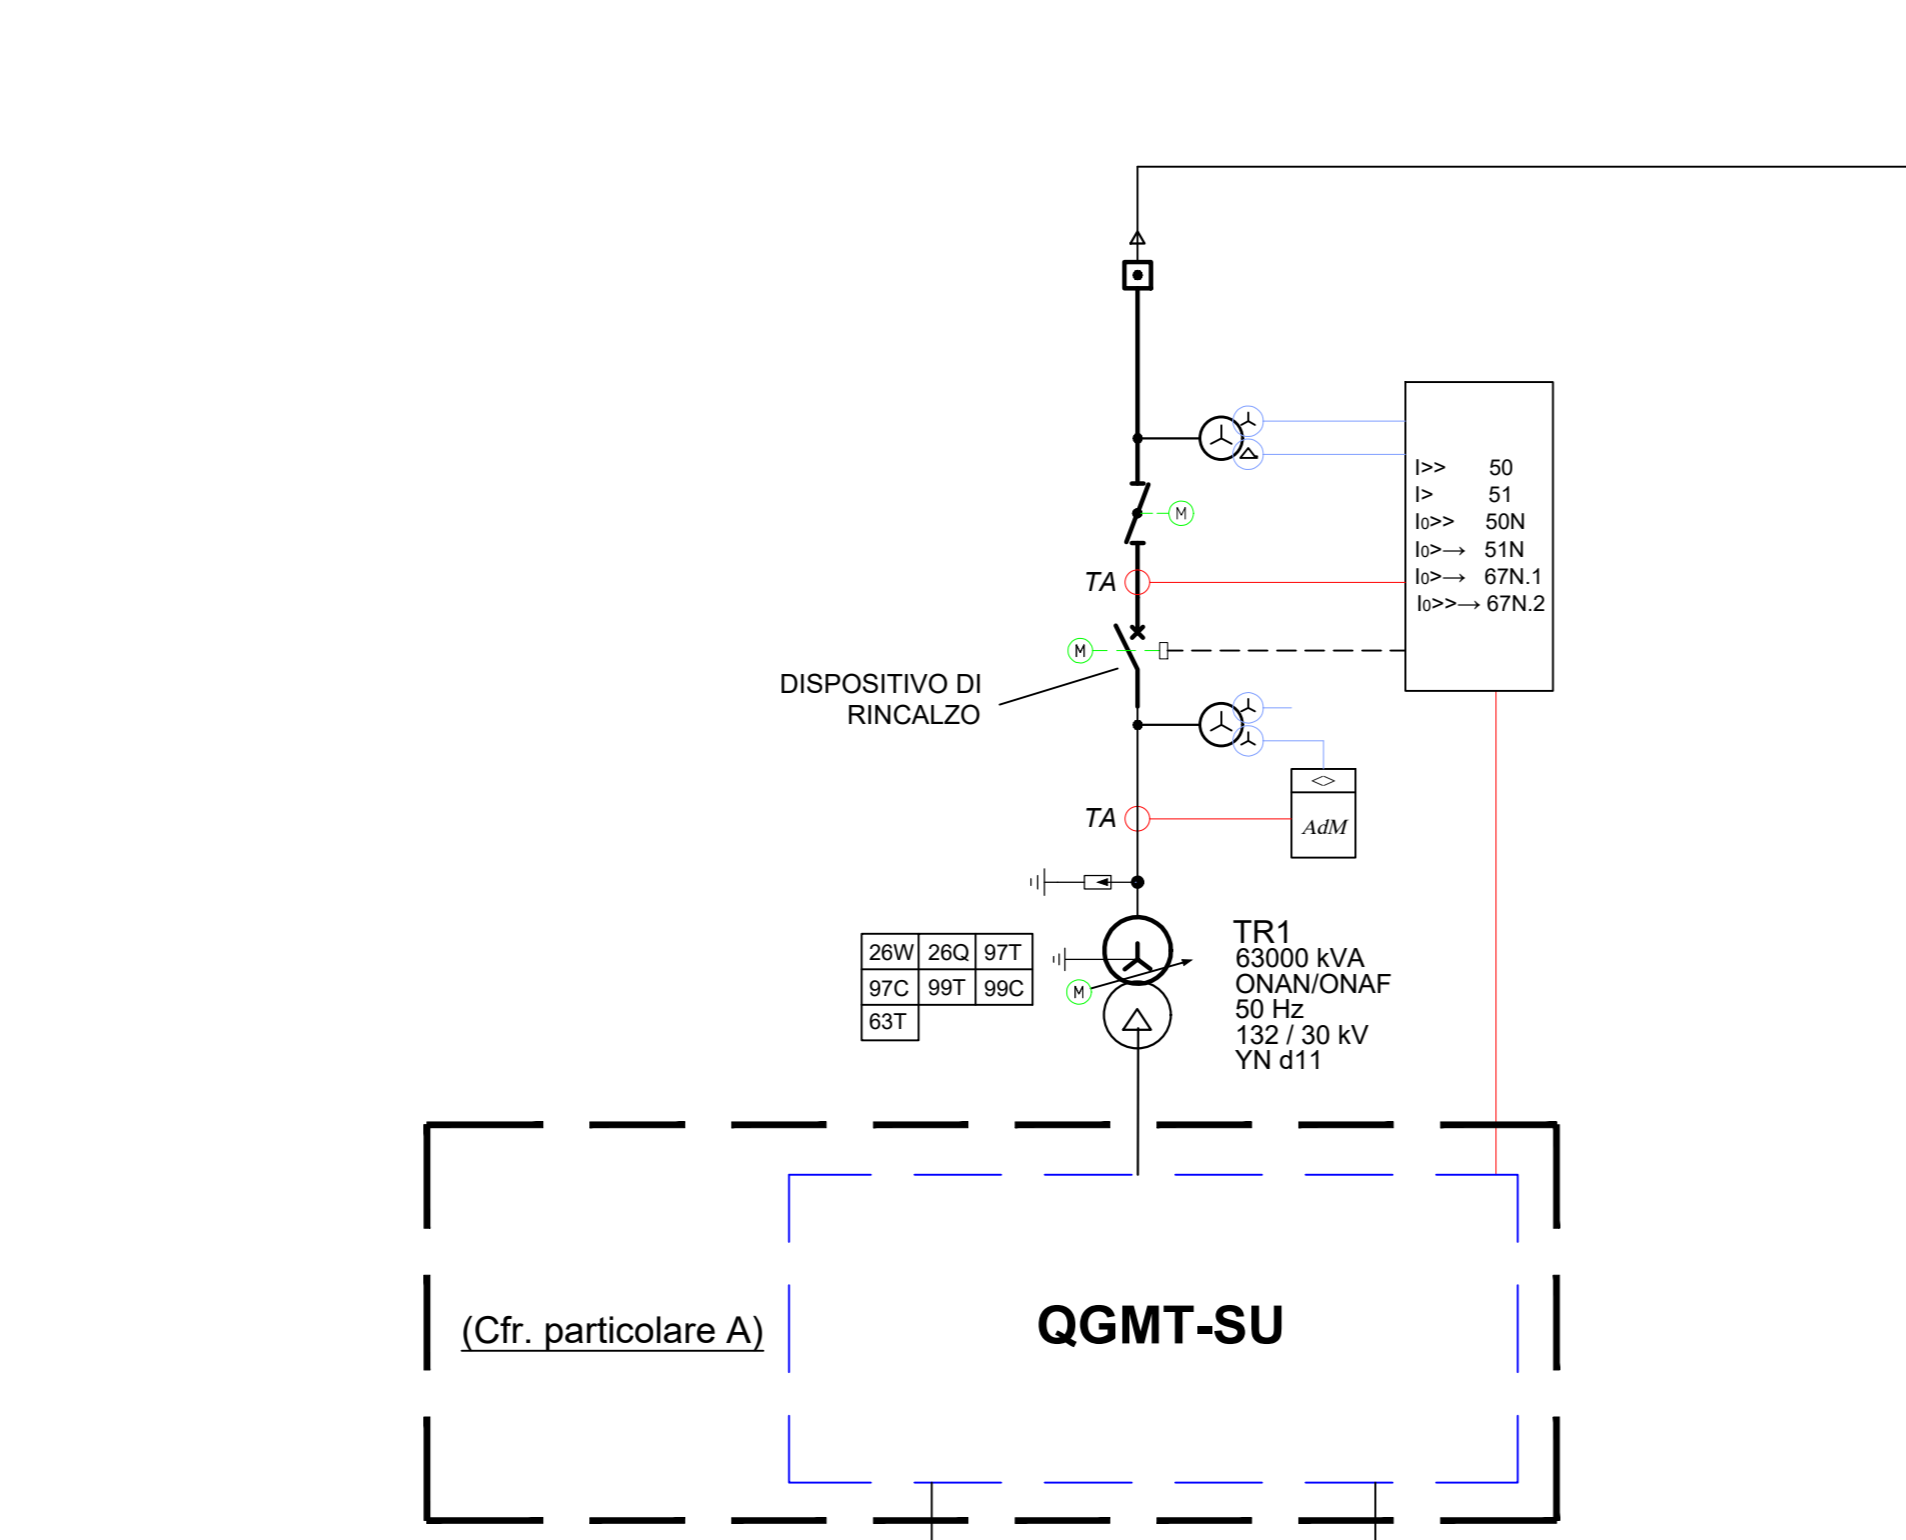 I>> 50
I> 51
I0>> 50N
I0>→ 51N
I0>→ 67N.1
I0>>→ 67N.2
M
TA
M
DISPOSITIVO DI
RINCALZO
TA
AdM
26W 26Q 97T
97C 99T 99C
63T
M
TR1
63000 kVA
ONAN/ONAF
50 Hz
132 / 30 kV
YN d11
(Cfr. particolare A)
QGMT-SU